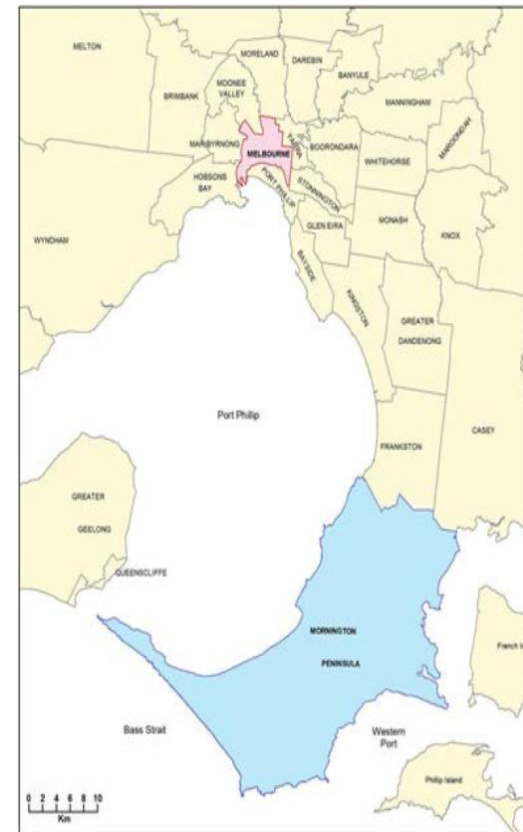 MELTON
MORELAND
DAREBIN
BANYULE
MOONEE
VALLEY
BRIMBANK
MANNINGHAM
MAROONDAH
MARIBYRNONG
MELBOURNE
YARRA
BOOROONDARA
WHITEHORSE
HOBSONS
BAY
PORT PHILLIP
STONNINGTON
GLEN EIRA
MONASH
KNOX
WYNDHAM
BAYSIDE
KINGSTON
GREATER
DANDENONG
Port Phillip
CASEY
FRANKSTON
GREATER
GEELONG
QUEENSCLIFFE
MORNINGTON
PENINSULA
French I
Bass Strait
Western
Port
Phillip Island
0 2 4 6 8 10
Km